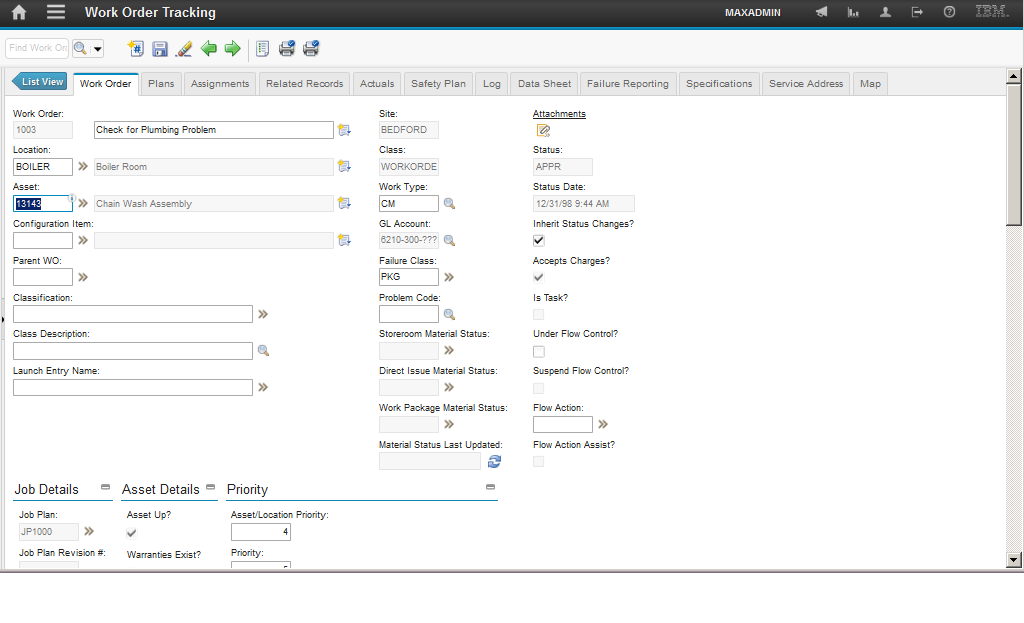 Work Order Tracking MAXADMIN IBM.
List View Work Order Plans Assignments Related Records Actuals Safety Plan Log Data Sheet Failure Reporting Specifications Service Address Map
Work Order: Site: Attachments
1003 Check for Plumbing Problem BEDFORD
Location: Class: Status:
BOILER Boiler Room WORKORDE APPR
Asset: Work Type: Status Date:
13143 Chain Wash Assembly CM 12/31/98 9:44 AM
Configuration Item: GL Account: Inherit Status Changes?
6210-300-???
Parent WO: Failure Class: Accepts Charges?
PKG
Classification: Problem Code: Is Task?
Class Description: Storeroom Material Status: Under Flow Control?
Launch Entry Name: Direct Issue Material Status: Suspend Flow Control?
Work Package Material Status: Flow Action:
Material Status Last Updated: Flow Action Assist?
Job Details Asset Details Priority
Job Plan: Asset Up? Asset/Location Priority:
JP1000 4
Job Plan Revision #: Warranties Exist? Priority: